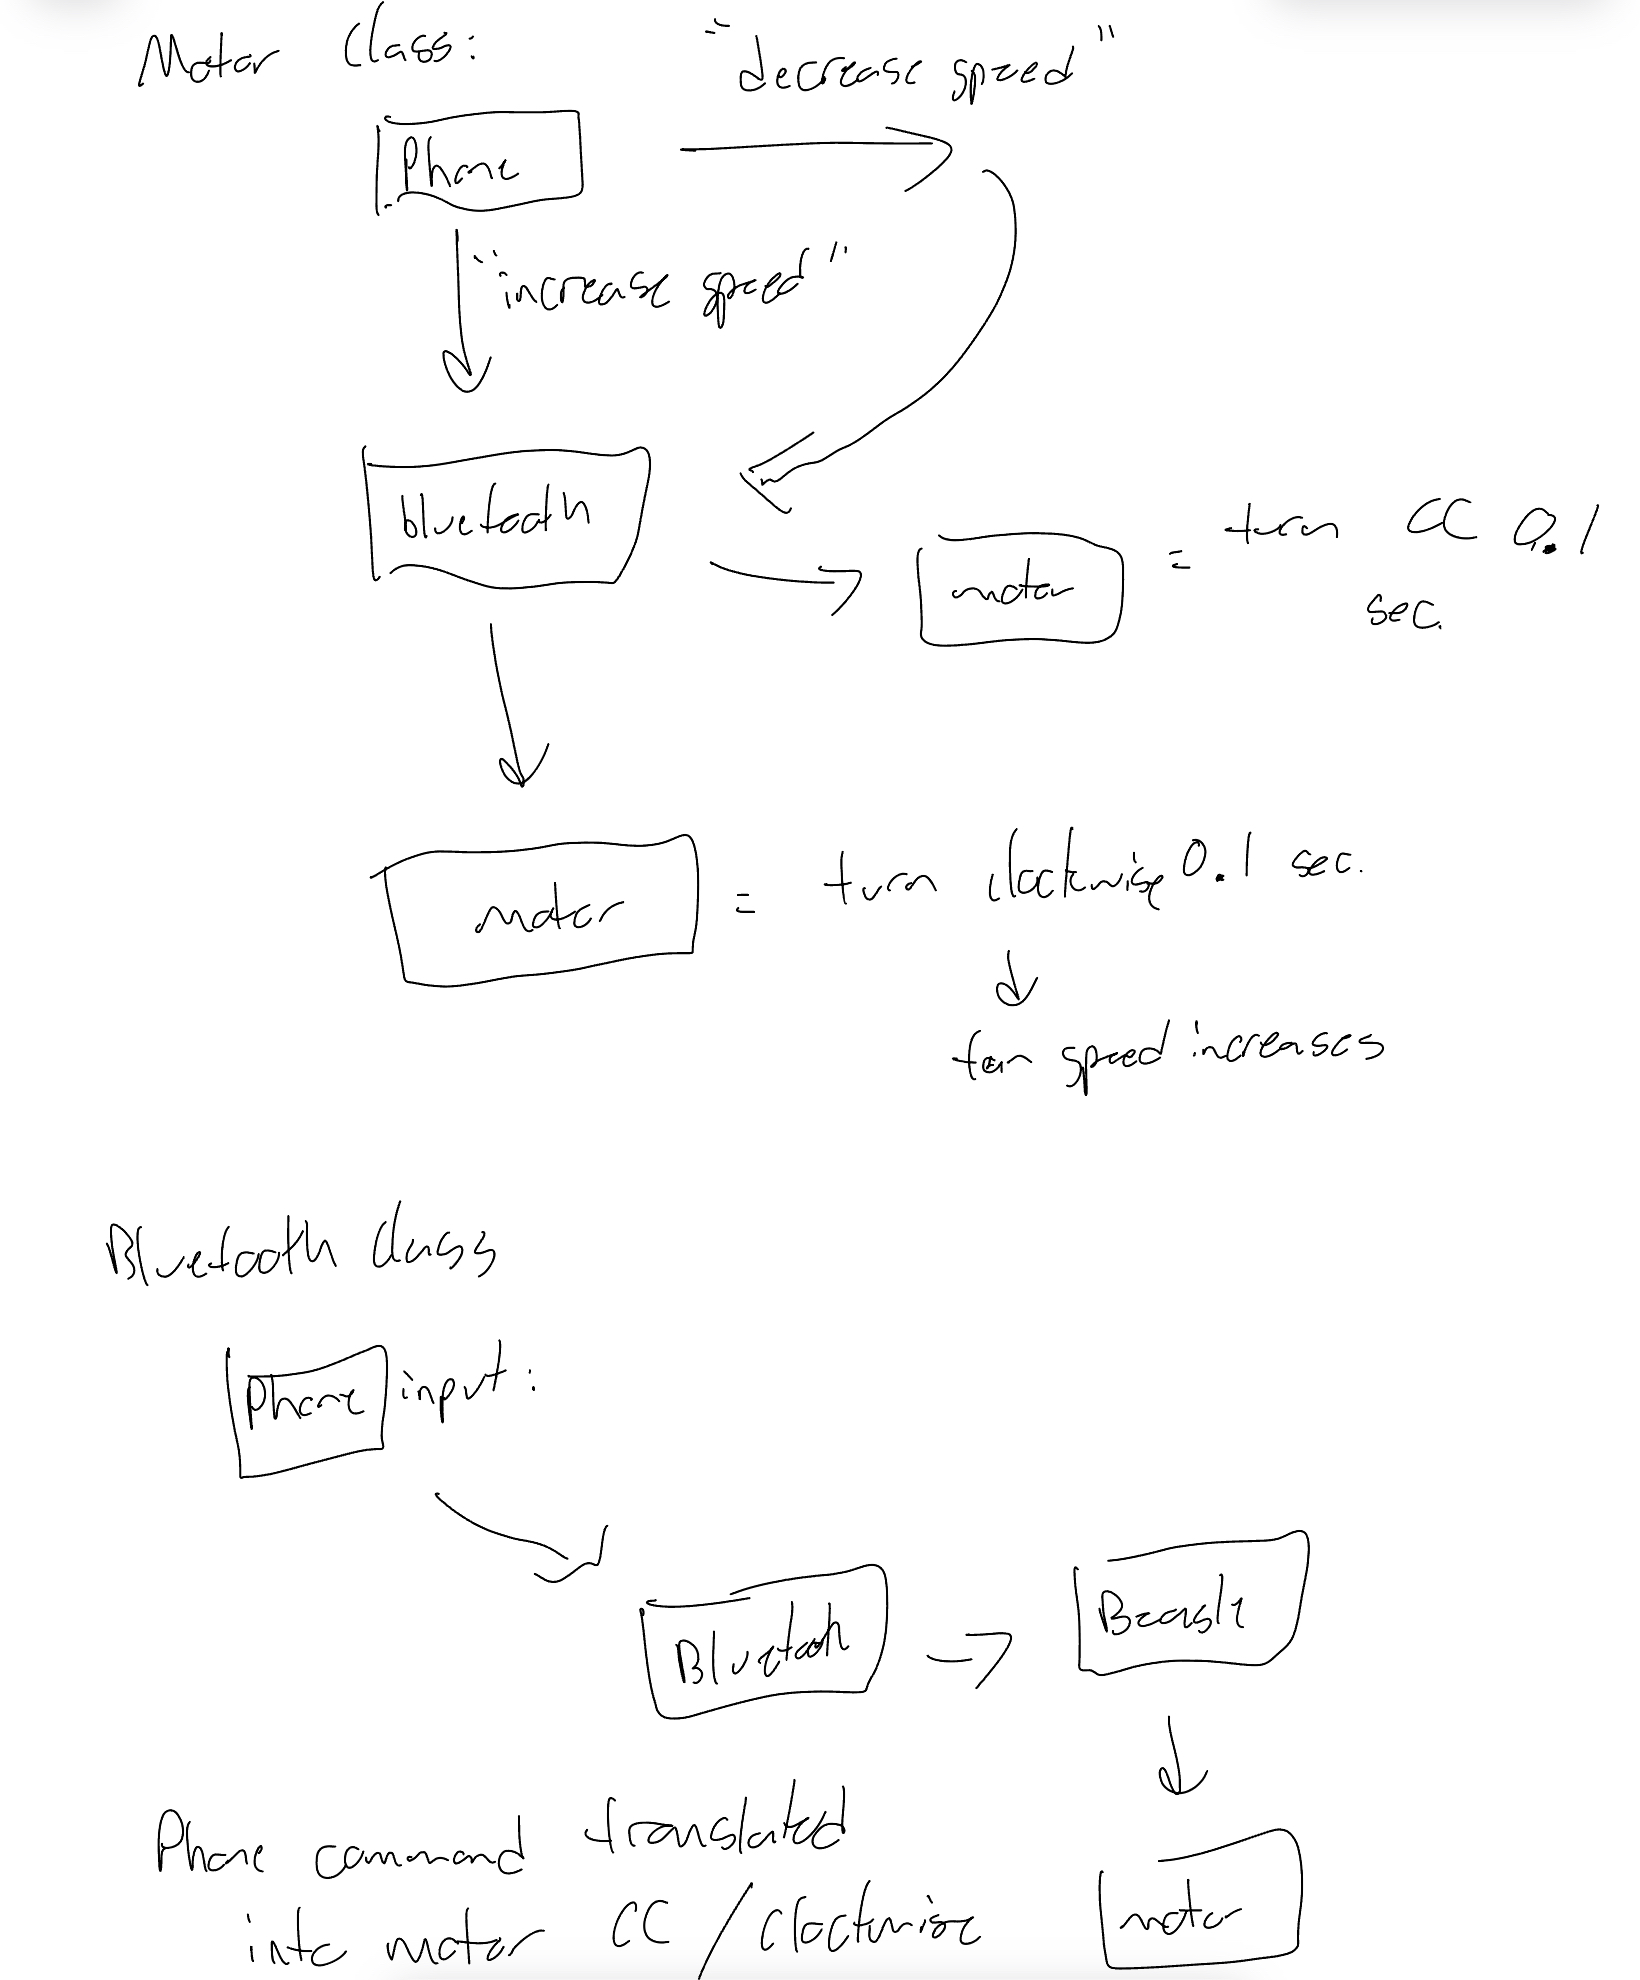 Motor Class:
"decrease speed"
Phone
"increase speed"
bluetooth
motor = turn CC 0.1
sec.
motor = turn clockwise 0.1 sec.
fan speed increases
Bluetooth class
Phone input:
Bluetooth
Beagle
Phone command translated
into motor CC / clockwise
motor